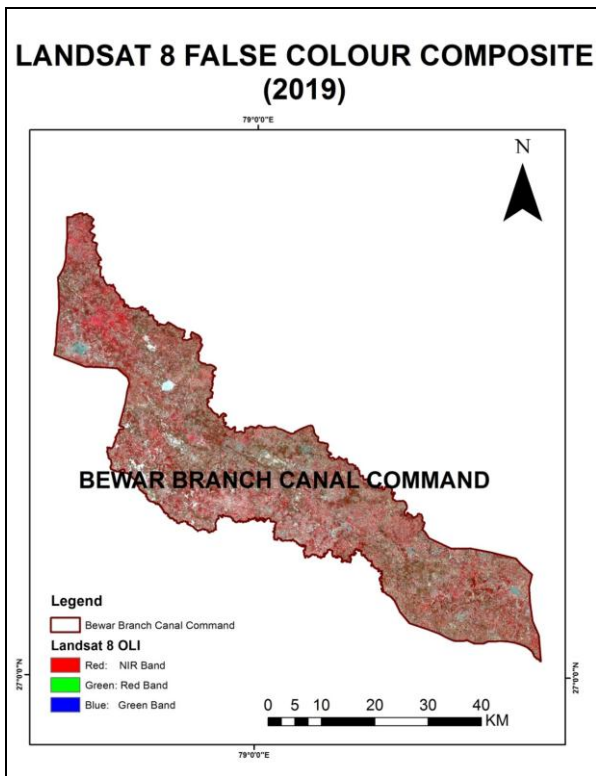 LANDSAT 8 FALSE COLOUR COMPOSITE
(2019)
79°0'0"E
N
BEWAR BRANCH CANAL COMMAND
Legend
Bewar Branch Canal Command
Landsat 8 OLI
Red: NIR Band
Green: Red Band
Blue: Green Band
27°0'0"N
27°0'0"N
0 5 10 20 30 40
KM
79°0'0"E